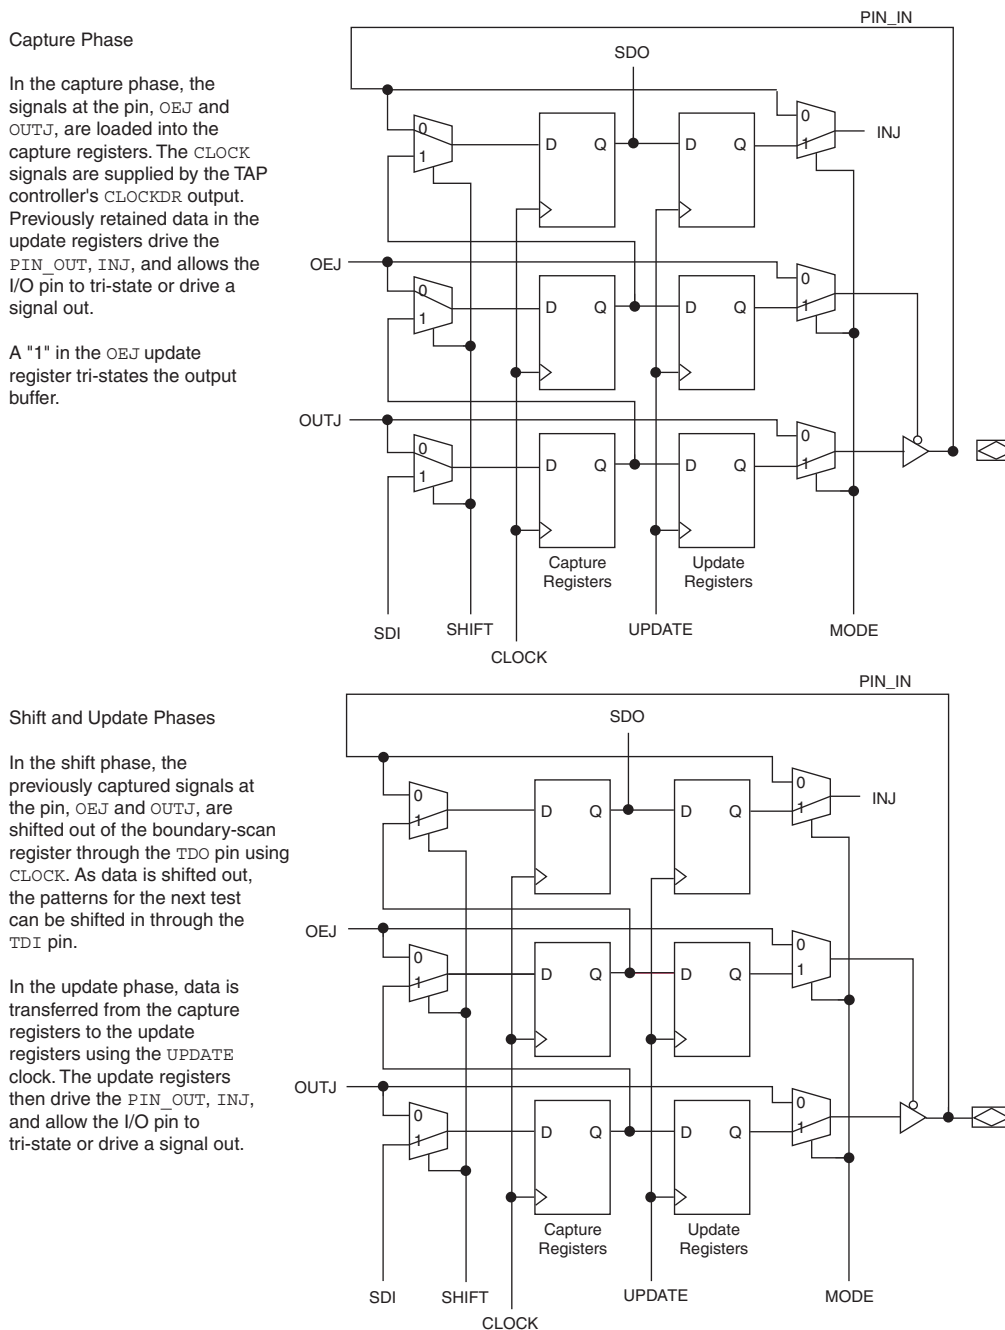 Capture Phase
In the capture phase, the
signals at the pin, OEJ and
OUTJ, are loaded into the
capture registers. The CLOCK
signals are supplied by the TAP
controller's CLOCKDR output.
Previously retained data in the
update registers drive the
PIN_OUT, INJ, and allows the
I/O pin to tri-state or drive a
signal out.
A "1" in the OEJ update
register tri-states the output
buffer.
PIN_IN
SDO
0
1
D Q
D Q
0
1
INJ
OEJ
0
1
D Q
D Q
0
1
OUTJ
0
1
D Q
D Q
0
1
Capture
Registers
Update
Registers
SDI
SHIFT
CLOCK
UPDATE
MODE
Shift and Update Phases
In the shift phase, the
previously captured signals at
the pin, OEJ and OUTJ, are
shifted out of the boundary-scan
register through the TDO pin using
CLOCK. As data is shifted out,
the patterns for the next test
can be shifted in through the
TDI pin.
In the update phase, data is
transferred from the capture
registers to the update
registers using the UPDATE
clock. The update registers
then drive the PIN_OUT, INJ,
and allow the I/O pin to
tri-state or drive a signal out.
PIN_IN
SDO
0
1
D Q
D Q
0
1
INJ
OEJ
0
1
D Q
D Q
0
1
OUTJ
0
1
D Q
D Q
0
1
Capture
Registers
Update
Registers
SDI
SHIFT
CLOCK
UPDATE
MODE